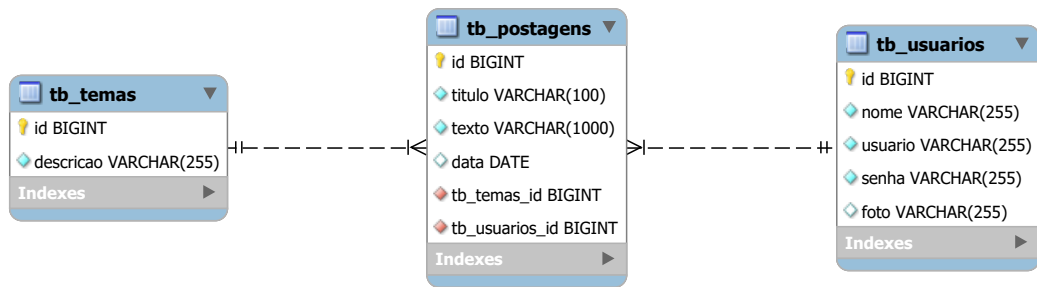 tb_temas
id BIGINT
descricao VARCHAR(255)
Indexes
tb_postagens
id BIGINT
titulo VARCHAR(100)
texto VARCHAR(1000)
data DATE
tb_temas_id BIGINT
tb_usuarios_id BIGINT
Indexes
tb_usuarios
id BIGINT
nome VARCHAR(255)
usuario VARCHAR(255)
senha VARCHAR(255)
foto VARCHAR(255)
Indexes